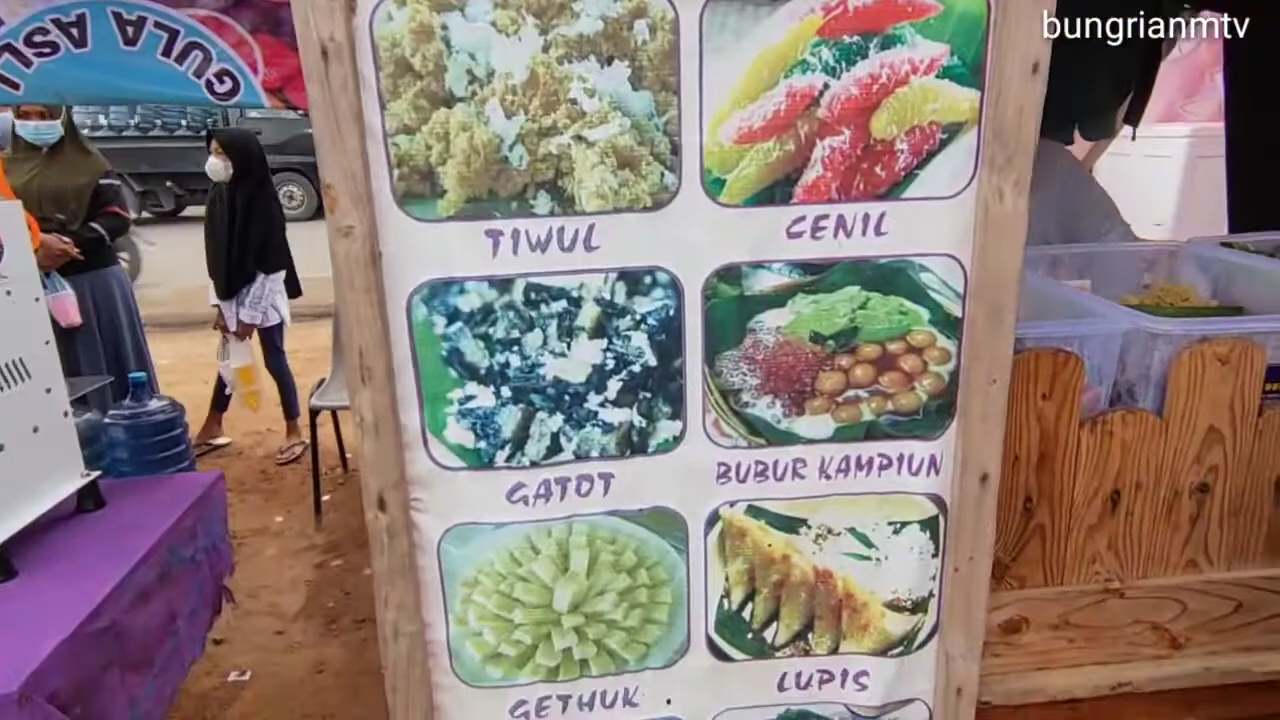 bungrianmtv
GULA ASLI
TIWUL
CENIL
GATOT
BUBUR KAMPIUN
GETHUK
LUPIS